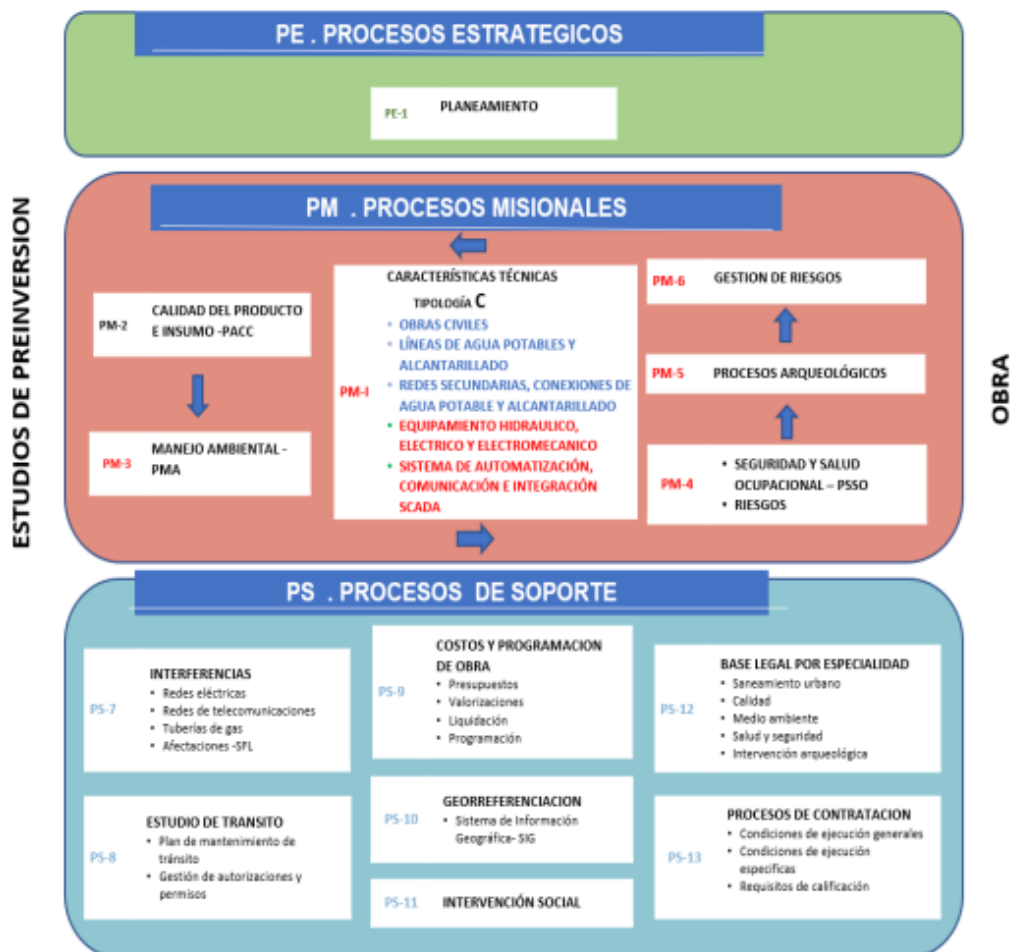 PE . PROCESOS ESTRATEGICOS
PE-1
PLANEAMIENTO
ESTUDIOS DE PREINVERSION
PM . PROCESOS MISIONALES
PM-2
CALIDAD DEL PRODUCTO
E INSUMO -PACC
PM-3
MANEJO AMBIENTAL -
PMA
PM-I
CARACTERÍSTICAS TÉCNICAS
TIPOLOGÍA C
• OBRAS CIVILES
• LÍNEAS DE AGUA POTABLES Y
ALCANTARILLADO
• REDES SECUNDARIAS, CONEXIONES DE
AGUA POTABLE Y ALCANTARILLADO
• EQUIPAMIENTO HIDRAULICO,
ELECTRICO Y ELECTROMECANICO
• SISTEMA DE AUTOMATIZACIÓN,
COMUNICACIÓN E INTEGRACIÓN
SCADA
PM-6
GESTION DE RIESGOS
PM-5
PROCESOS ARQUEOLÓGICOS
PM-4
• SEGURIDAD Y SALUD
OCUPACIONAL – PSSO
• RIESGOS
OBRA
PS . PROCESOS DE SOPORTE
PS-7
INTERFERENCIAS
• Redes eléctricas
• Redes de telecomunicaciones
• Tuberías de gas
• Afectaciones -SFL
PS-8
ESTUDIO DE TRANSITO
• Plan de mantenimiento de
tránsito
• Gestión de autorizaciones y
permisos
PS-9
COSTOS Y PROGRAMACION
DE OBRA
• Presupuestos
• Valorizaciones
• Liquidación
• Programación
PS-10
GEORREFERENCIACION
• Sistema de Información
Geográfica- SIG
PS-11
INTERVENCIÓN SOCIAL
PS-12
BASE LEGAL POR ESPECIALIDAD
• Saneamiento urbano
• Calidad
• Medio ambiente
• Salud y seguridad
• Intervención arqueológica
PS-13
PROCESOS DE CONTRATACION
• Condiciones de ejecución generales
• Condiciones de ejecución
especificas
• Requisitos de calificación